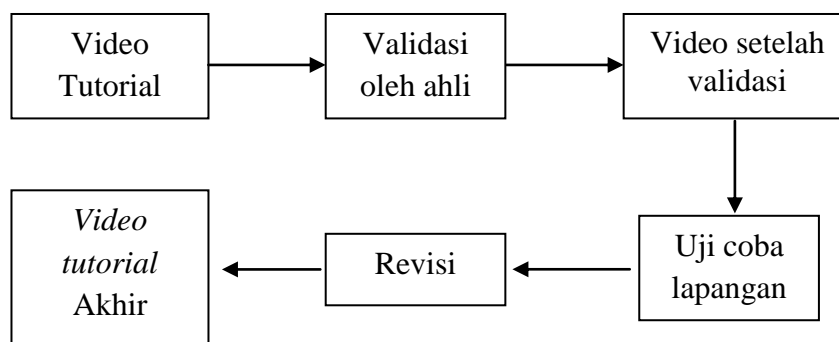 Video
Tutorial
Validasi
oleh ahli
Video setelah
validasi
Uji coba
lapangan
Revisi
Video
tutorial
Akhir